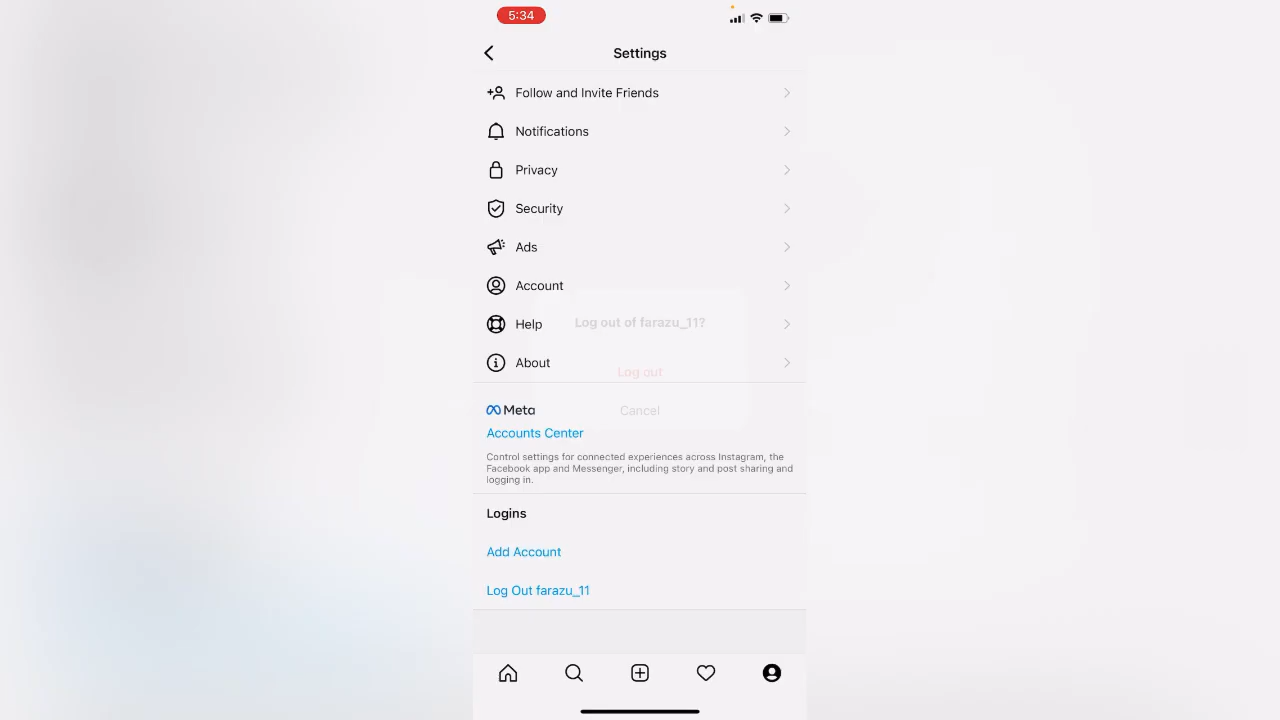 5:34
Settings
Follow and Invite Friends
Notifications
Privacy
Security
Ads
Account
Log out of farazu_11?
Help
About
Log out
Cancel
Meta
Accounts Center
Control settings for connected experiences across Instagram, the
Facebook app and Messenger, including story and post sharing and
logging in.
Logins
Add Account
Log Out farazu_11